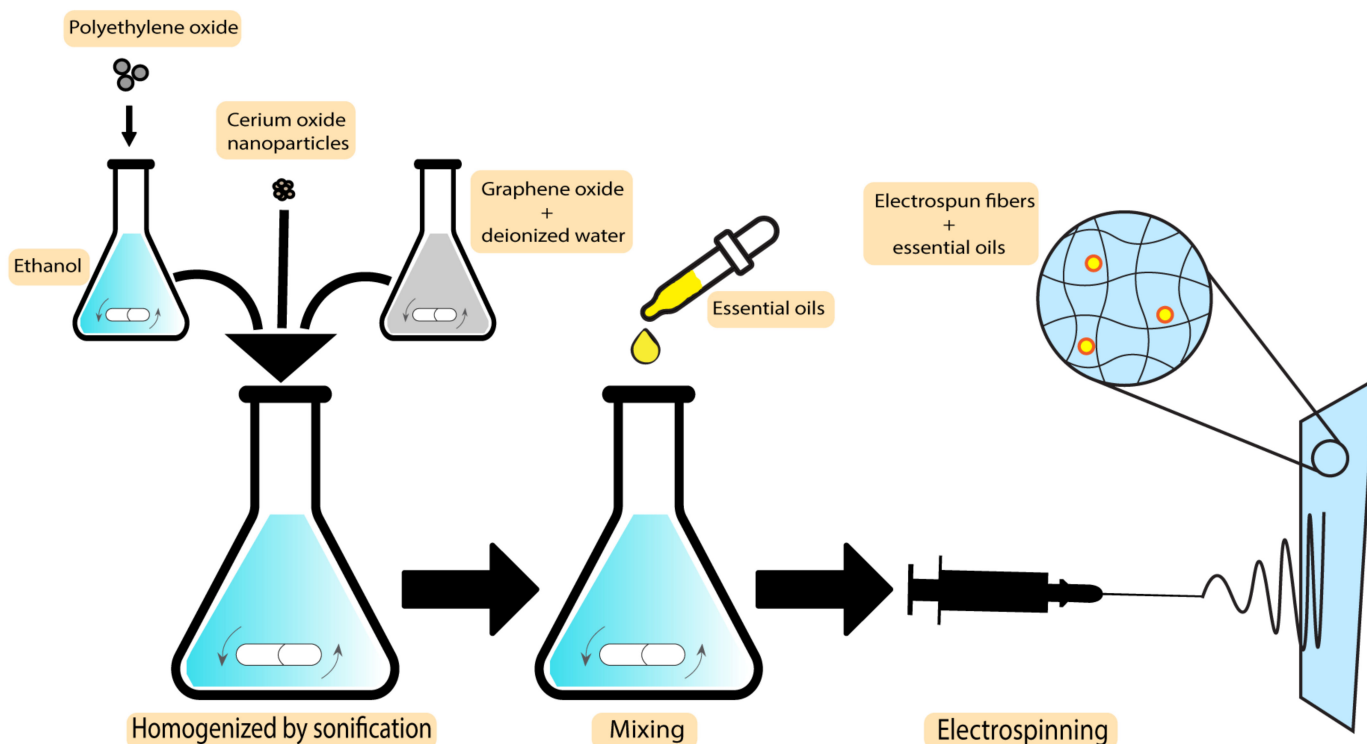 Polyethylene oxide
Cerium oxide
nanoparticles
Ethanol
Graphene oxide
+
deionized water
Essential oils
Electrospun fibers
+
essential oils
Homogenized by sonification
Mixing
Electrospinning